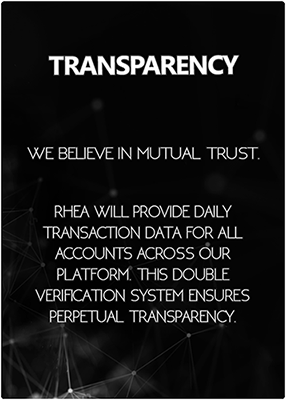 TRANSPARENCY
WE BELIEVE IN MUTUAL TRUST.
RHEA WILL PROVIDE DAILY
TRANSACTION DATA FOR ALL
ACCOUNTS ACROSS OUR
PLATFORM. THIS DOUBLE
VERIFICATION SYSTEM ENSURES
PERPETUAL TRANSPARENCY.